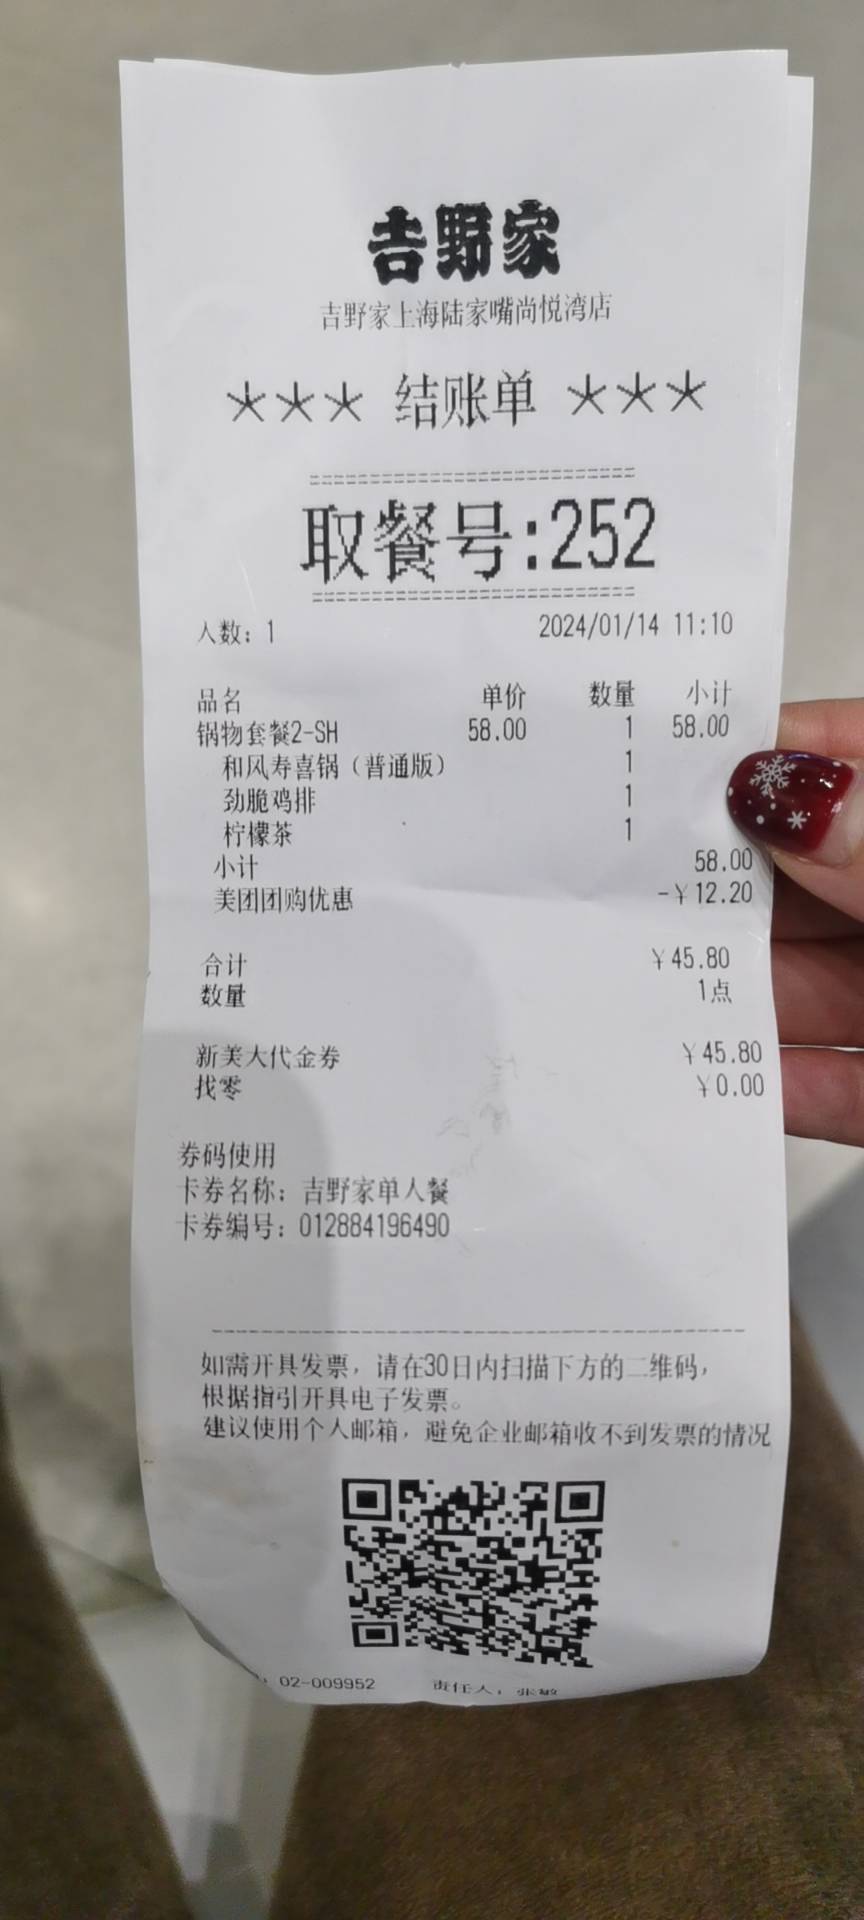 吉野家
吉野家上海陆家嘴尚悦湾店
*** 结账单 ***
取餐号:252
人数：1 2024/01/14 11:10
品名 单价 数量 小计
锅物套餐2-SH 58.00 1 58.00
和风寿喜锅（普通版） 1
劲脆鸡排 1
柠檬茶 1
小计 58.00
美团团购优惠 -￥12.20
合计 ￥45.80
数量 1点
新美大代金券 ￥45.80
找零 ￥0.00
券码使用
卡券名称：吉野家单人餐
卡券编号：012884196490
如需开具发票，请在30日内扫描下方的二维码，
根据指引开具电子发票。
建议使用个人邮箱，避免企业邮箱收不到发票的情况
02-009952 责任人：张敏